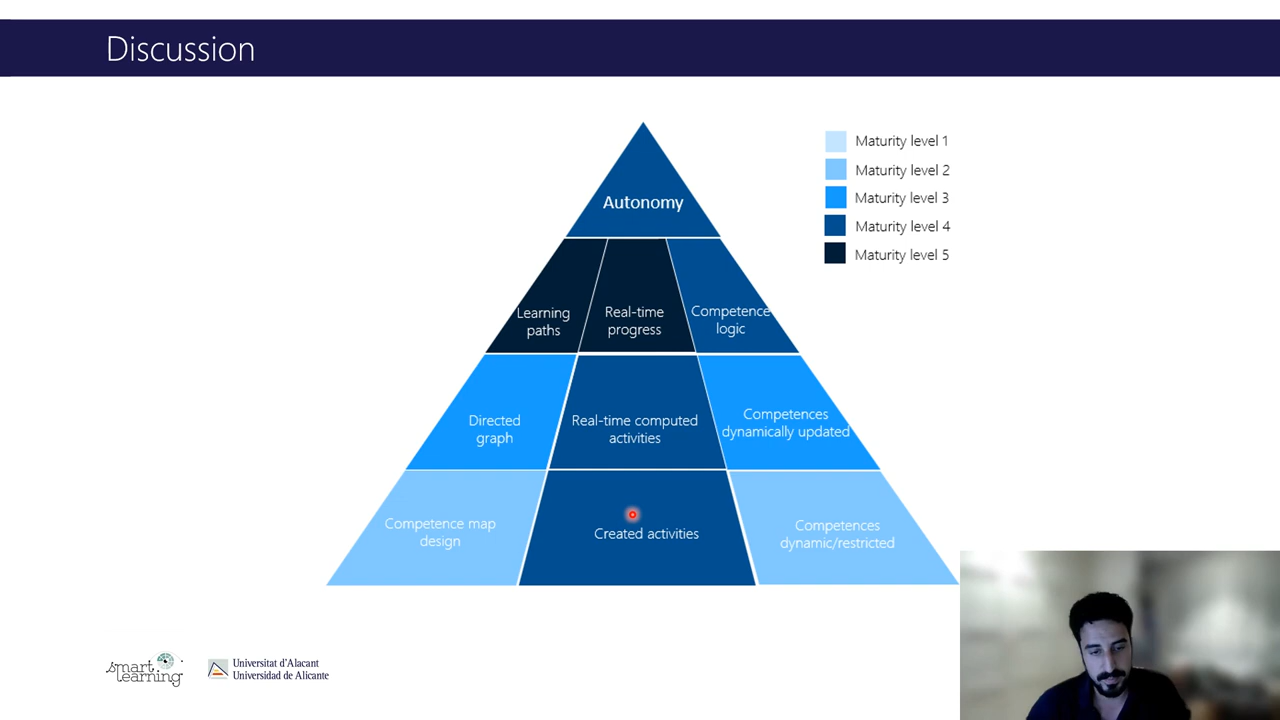 Discussion
Autonomy
Learning
paths
Real-time
progress
Competence
logic
Directed
graph
Real-time computed
activities
Competences
dynamically updated
Competence map
design
Created activities
Competences
dynamic/restricted
Maturity level 1
Maturity level 2
Maturity level 3
Maturity level 4
Maturity level 5
smart
learning
Universitat d'Alacant
Universidad de Alicante